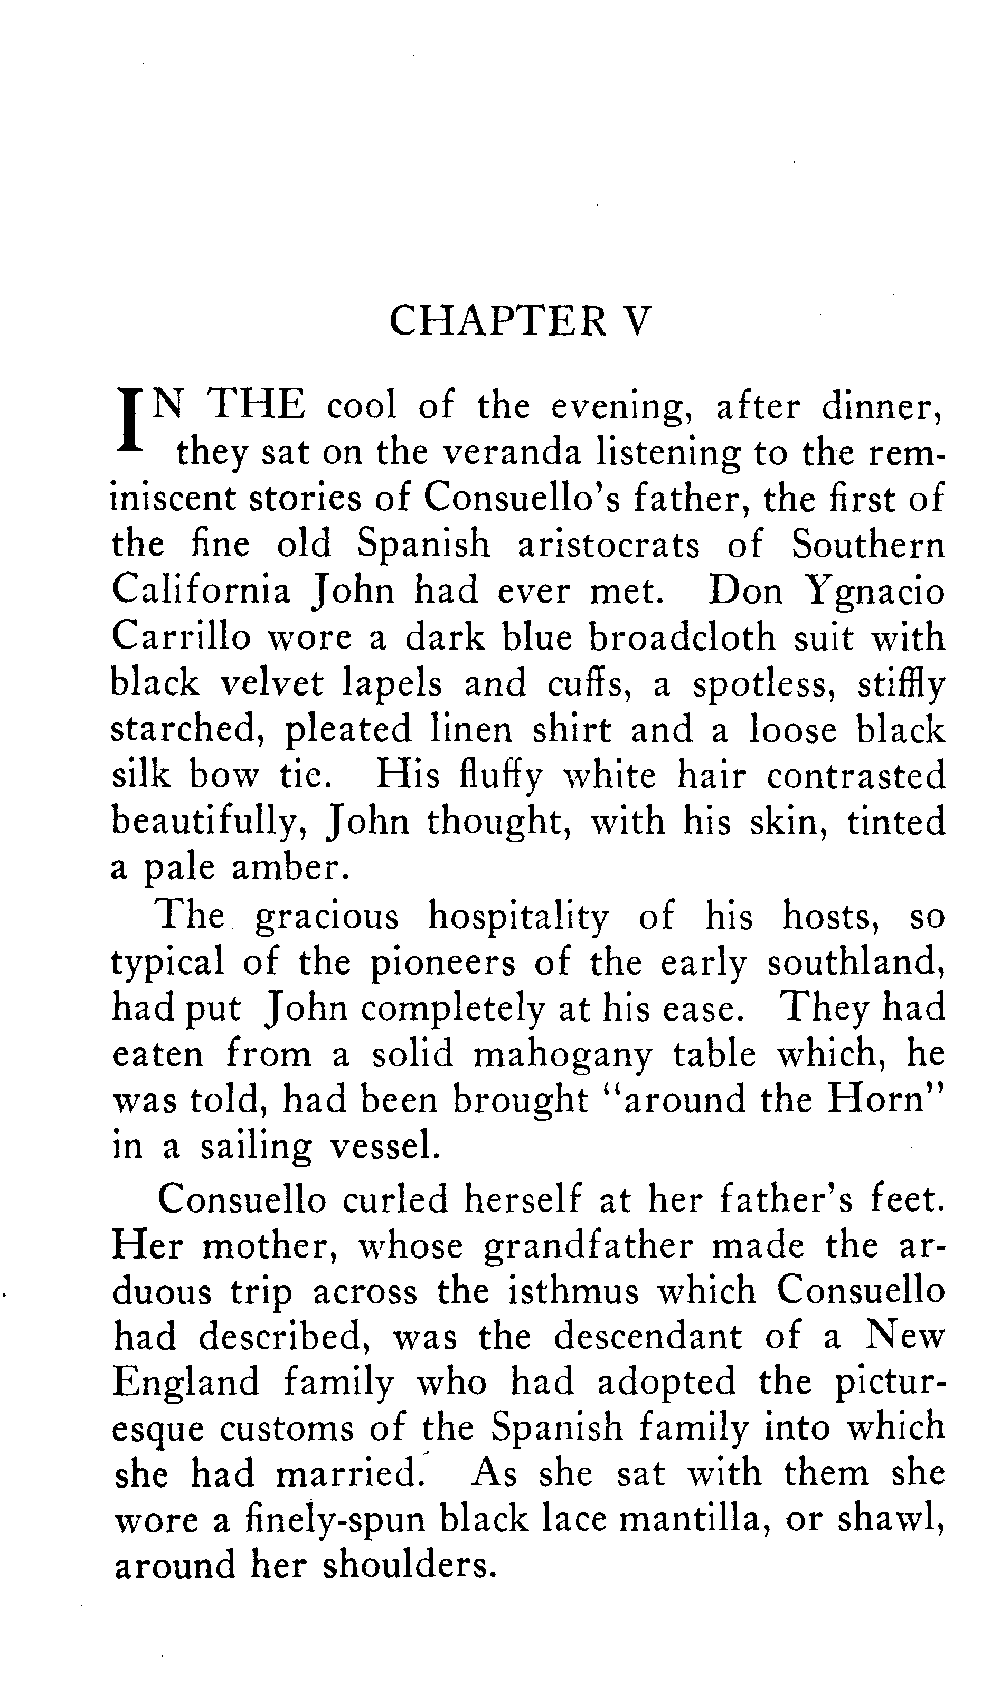 CHAPTER V
IN THE cool of the evening, after dinner,
they sat on the veranda listening to the rem-
iniscent stories of Consuello's father, the first of
the fine old Spanish aristocrats of Southern
California John had ever met. Don Ygnacio
Carrillo wore a dark blue broadcloth suit with
black velvet lapels and cuffs, a spotless, stiffly
starched, pleated linen shirt and a loose black
silk bow tie. His fluffy white hair contrasted
beautifully, John thought, with his skin, tinted
a pale amber.
The gracious hospitality of his hosts, so
typical of the pioneers of the early southland,
had put John completely at his ease. They had
eaten from a solid mahogany table which, he
was told, had been brought "around the Horn"
in a sailing vessel.
Consuello curled herself at her father's feet.
Her mother, whose grandfather made the ar-
duous trip across the isthmus which Consuello
had described, was the descendant of a New
England family who had adopted the pictur-
esque customs of the Spanish family into which
she had married. As she sat with them she
wore a finely-spun black lace mantilla, or shawl,
around her shoulders.